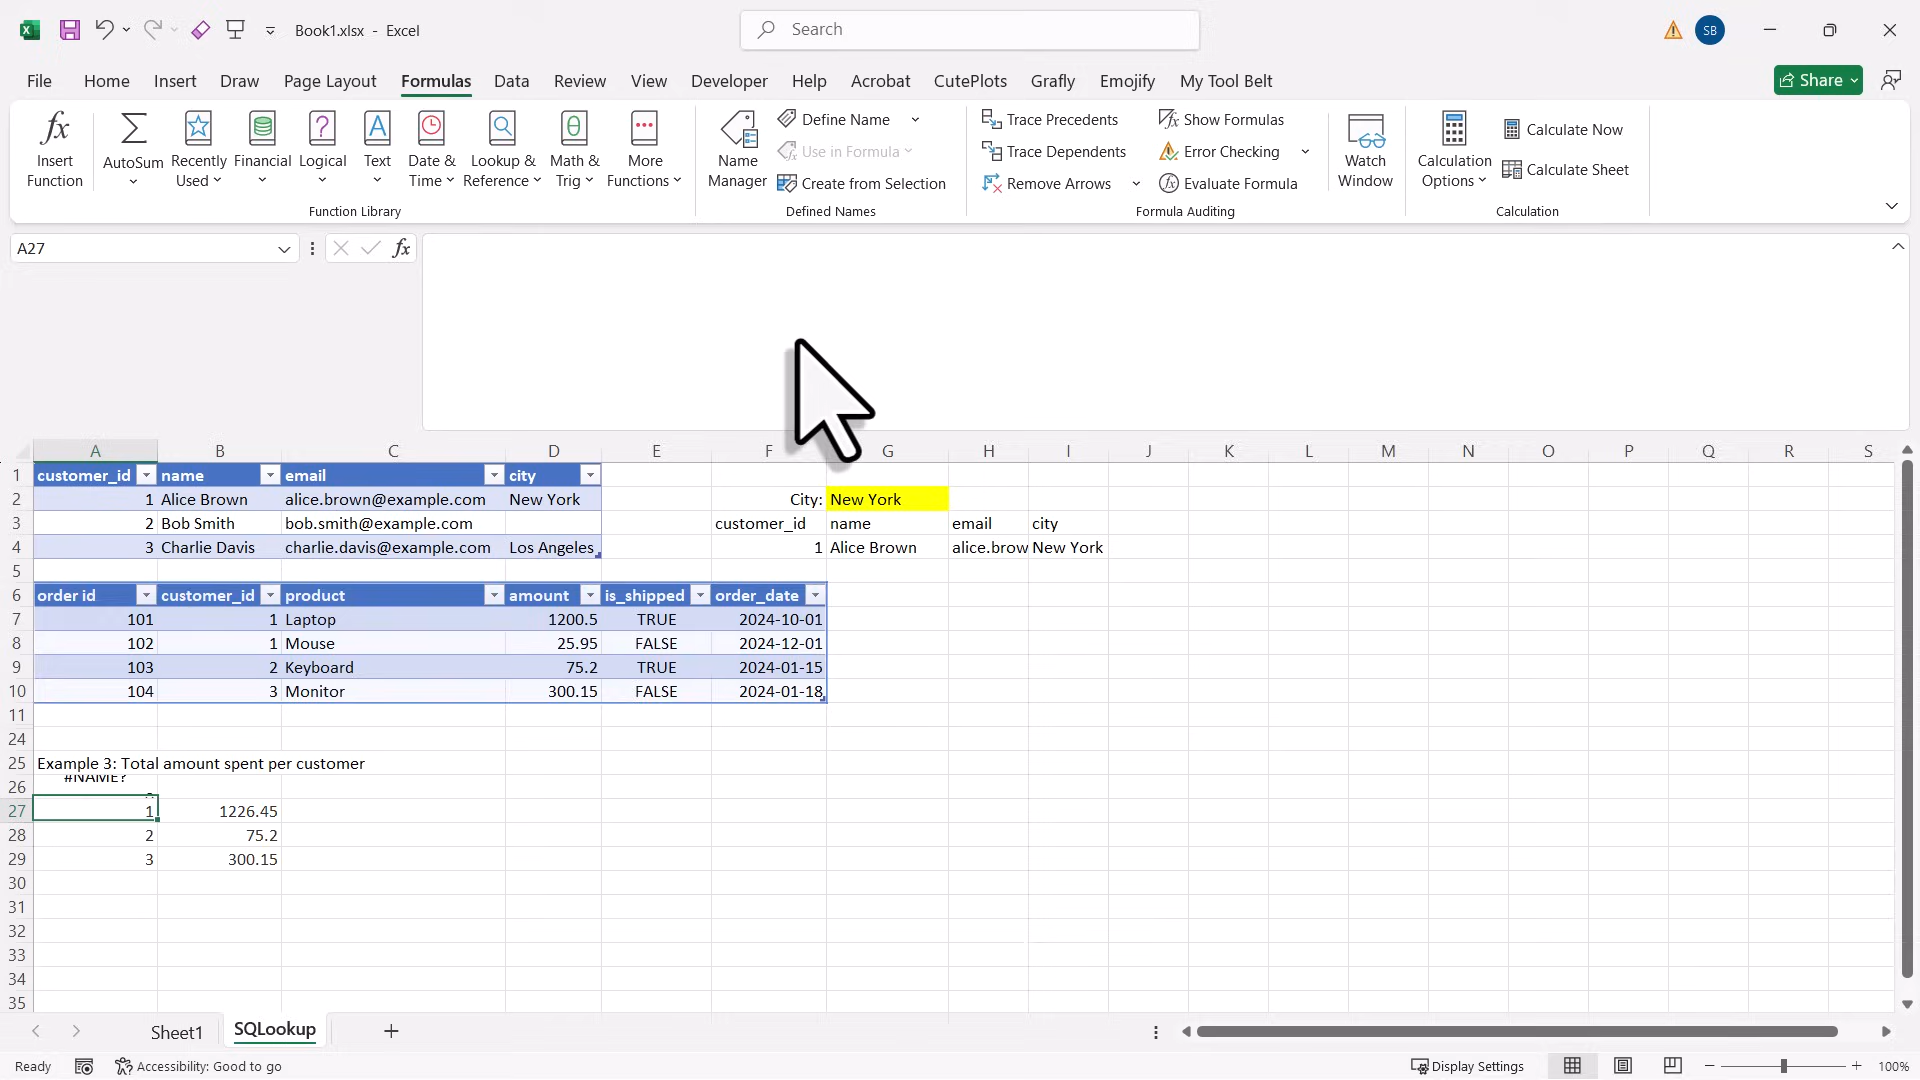 Book1.xlsx - Excel
Search
SB
File Home Insert Draw Page Layout Formulas Data Review View Developer Help Acrobat CutePlots Grafly Emojify My Tool Belt
Share
Insert Function
AutoSum
Recently Used
Financial
Logical
Text
Date & Time
Lookup & Reference
Math & Trig
More Functions
Function Library
Name Manager
Define Name
Use in Formula
Create from Selection
Defined Names
Trace Precedents
Trace Dependents
Remove Arrows
Show Formulas
Error Checking
Evaluate Formula
Formula Auditing
Watch Window
Calculation Options
Calculate Now
Calculate Sheet
Calculation
A27
fx
A B C D E F G H I J K L M N O P Q R S
1 customer_id name email city
2 1 Alice Brown alice.brown@example.com New York City: New York
3 2 Bob Smith bob.smith@example.com customer_id name email city
4 3 Charlie Davis charlie.davis@example.com Los Angeles 1 Alice Brown alice.brow New York
5
6 order id customer_id product amount is_shipped order_date
7 101 1 Laptop 1200.5 TRUE 2024-10-01
8 102 1 Mouse 25.95 FALSE 2024-12-01
9 103 2 Keyboard 75.2 TRUE 2024-01-15
10 104 3 Monitor 300.15 FALSE 2024-01-18
11
24
25 Example 3: Total amount spent per customer
26 #NAME?
27 1 1226.45
28 2 75.2
29 3 300.15
30
31
32
33
34
35
Sheet1 SQLookup
Ready Accessibility: Good to go Display Settings 100%